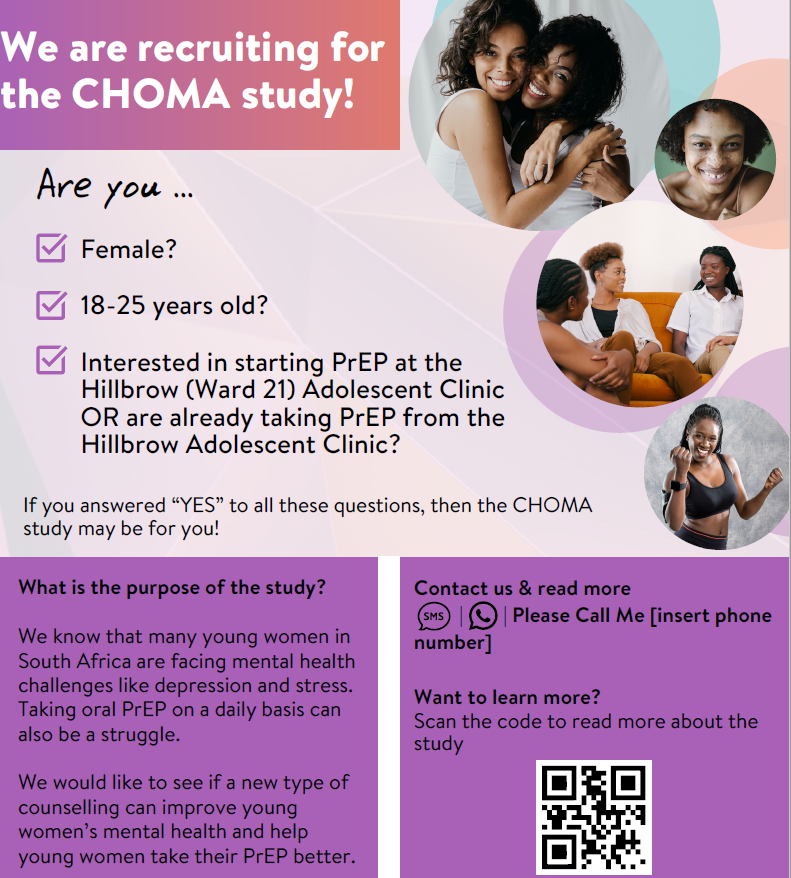 We are recruiting for
the CHOMA study!
Are you ...
Female?
18-25 years old?
Interested in starting PrEP at the
Hillbrow (Ward 21) Adolescent Clinic
OR are already taking PrEP from the
Hillbrow Adolescent Clinic?
If you answered “YES” to all these questions, then the CHOMA
study may be for you!
What is the purpose of the study?
We know that many young women in
South Africa are facing mental health
challenges like depression and stress.
Taking oral PrEP on a daily basis can
also be a struggle.
We would like to see if a new type of
counselling can improve young
women’s mental health and help
young women take their PrEP better.
Contact us & read more
SMS | | Please Call Me [insert phone
number]
Want to learn more?
Scan the code to read more about the
study